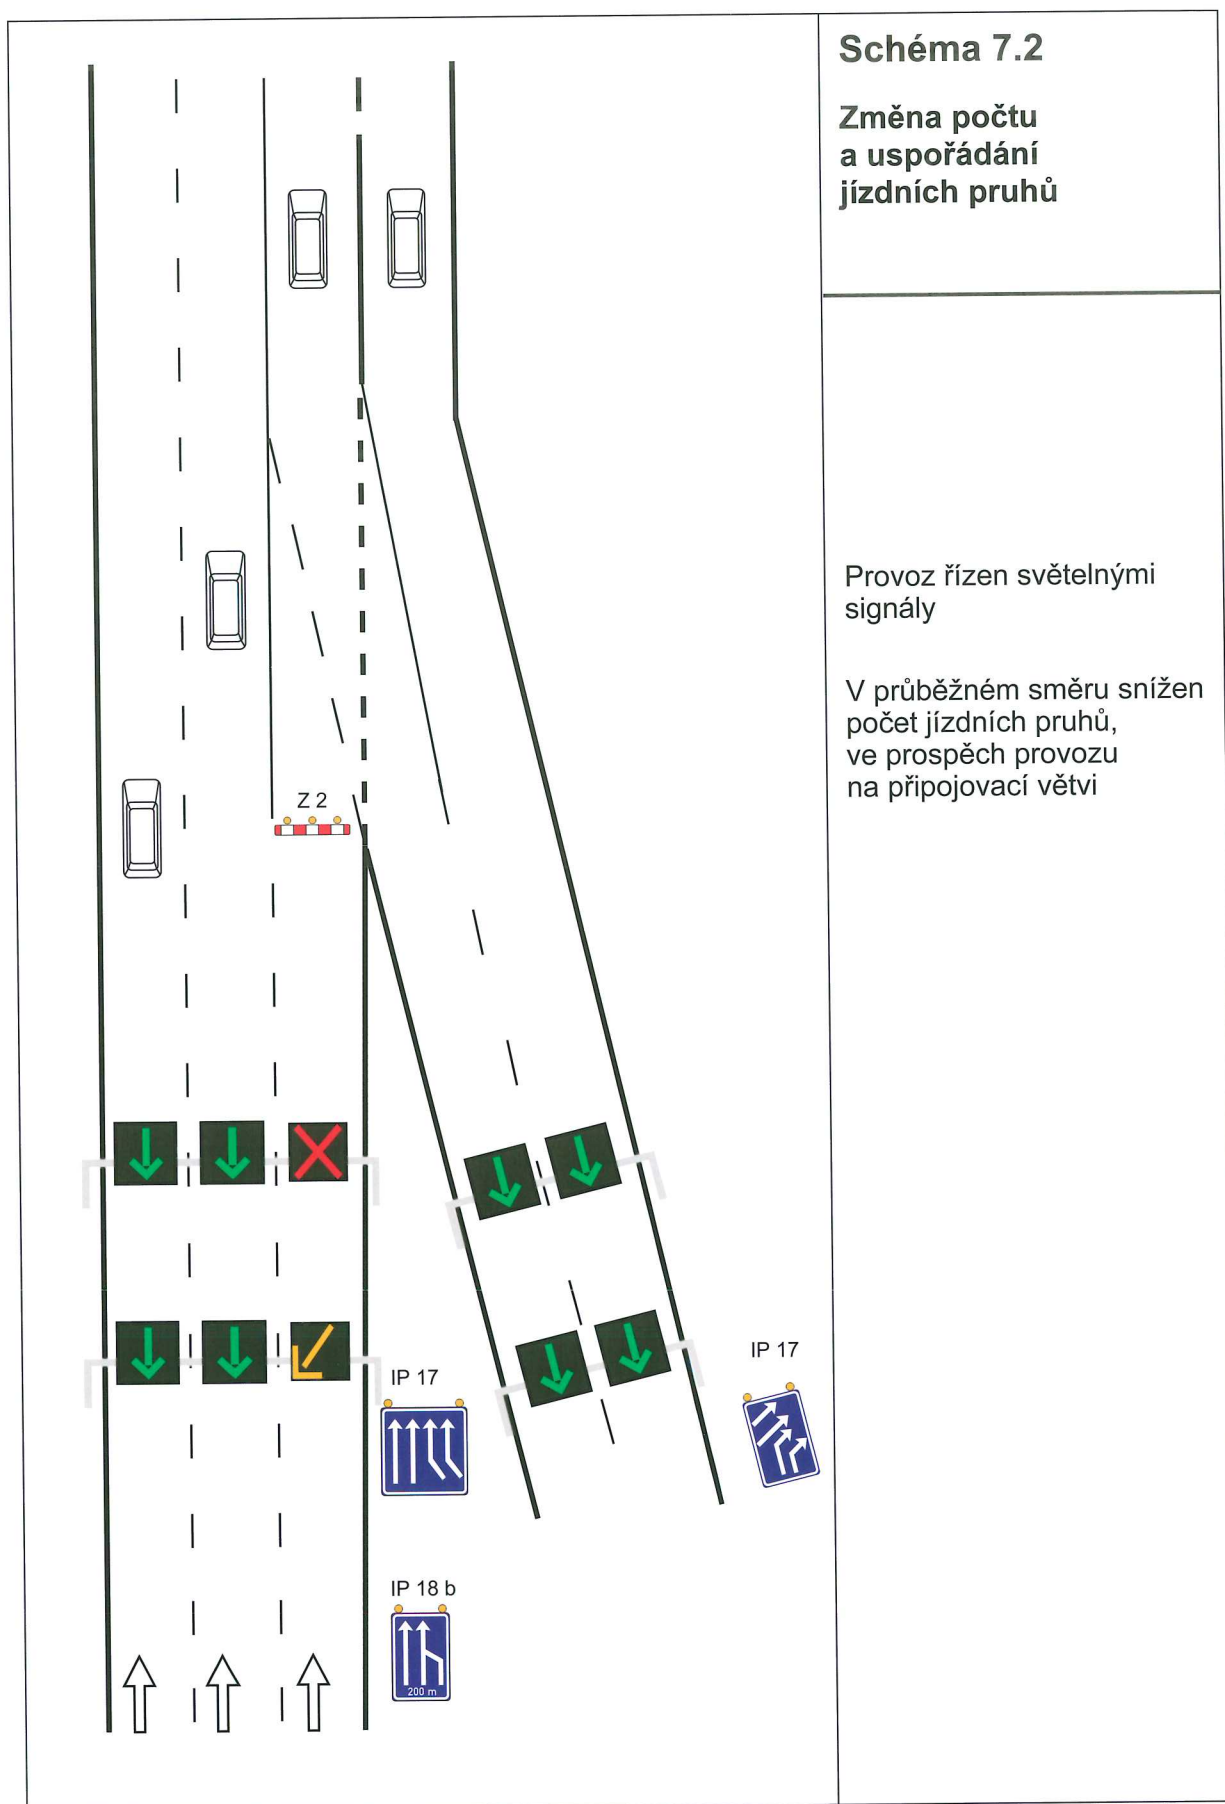 Schéma 7.2
Změna počtu
a uspořádání
jízdních pruhů
Provoz řízen světelnými
signály
V průběžném směru snížen
počet jízdních pruhů,
ve prospěch provozu
na připojovací větvi
Z 2
IP 17
IP 17
IP 18 b
200 m